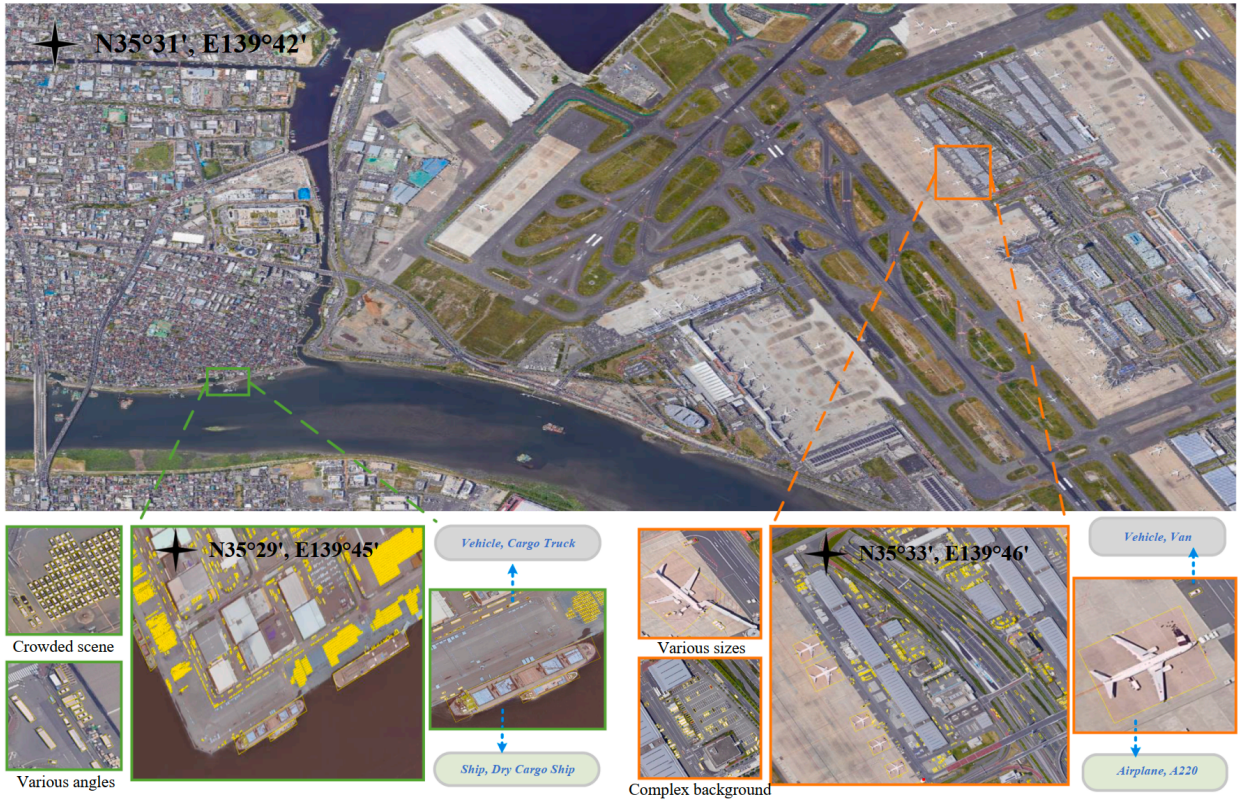 N35°31', E139°42'
N35°29', E139°45'
Vehicle, Cargo Truck
N35°33', E139°46'
Vehicle, Van
Crowded scene
Various sizes
Various angles
Ship, Dry Cargo Ship
Complex background
Airplane, A220